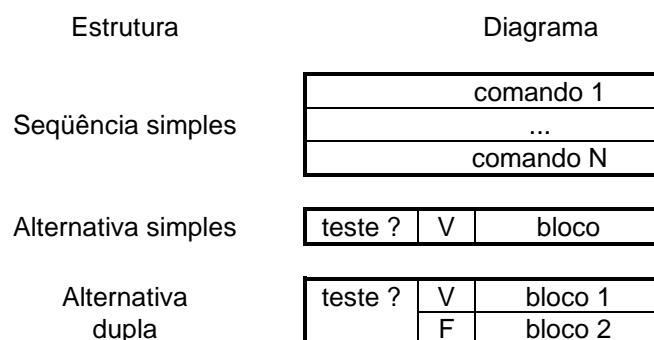 Estrutura Diagrama
comando 1
Seqüência simples ...
comando N
Alternativa simples teste ? V bloco
Alternativa teste ? V bloco 1
dupla F bloco 2